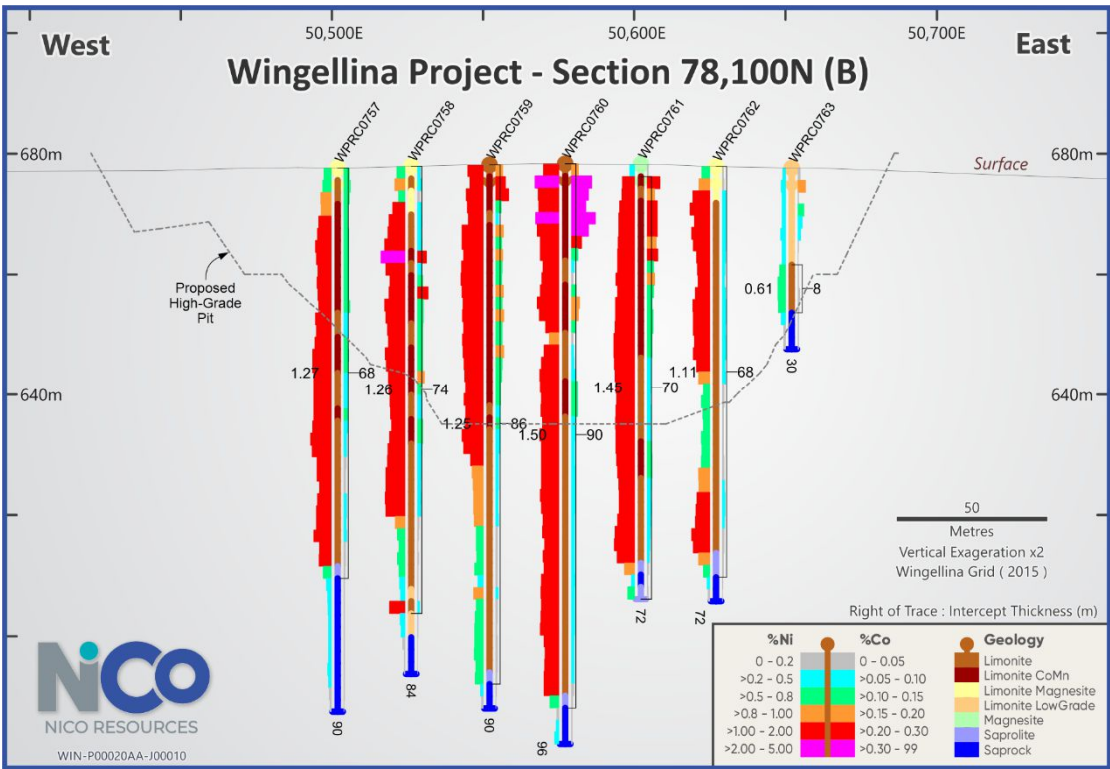 50,500E
50,600E
50,700E
West
East
Wingellina Project - Section 78,100N (B)
WPRC0757
WPRC0758
WPRC0759
WPRC0760
WPRC0761
WPRC0762
WPRC0763
680m
680m
Surface
Proposed
High-Grade
Pit
0.61
8
30
1.27
68
1.26
74
1.25
86
1.50
90
1.45
70
1.11
68
640m
640m
50
Metres
Vertical Exageration x2
Wingellina Grid ( 2015 )
72
72
84
90
90
96
Right of Trace : Intercept Thickness (m)
%Ni %Co Geology
0 - 0.2 0 - 0.05 Limonite
>0.2 - 0.5 >0.05 - 0.10 Limonite CoMn
>0.5 - 0.8 >0.10 - 0.15 Limonite Magnesite
>0.8 - 1.00 >0.15 - 0.20 Limonite LowGrade
>1.00 - 2.00 >0.20 - 0.30 Magnesite
>2.00 - 5.00 >0.30 - 99 Saprolite
Saprock
NiCo
NICO RESOURCES
WIN-P00020AA-J00010